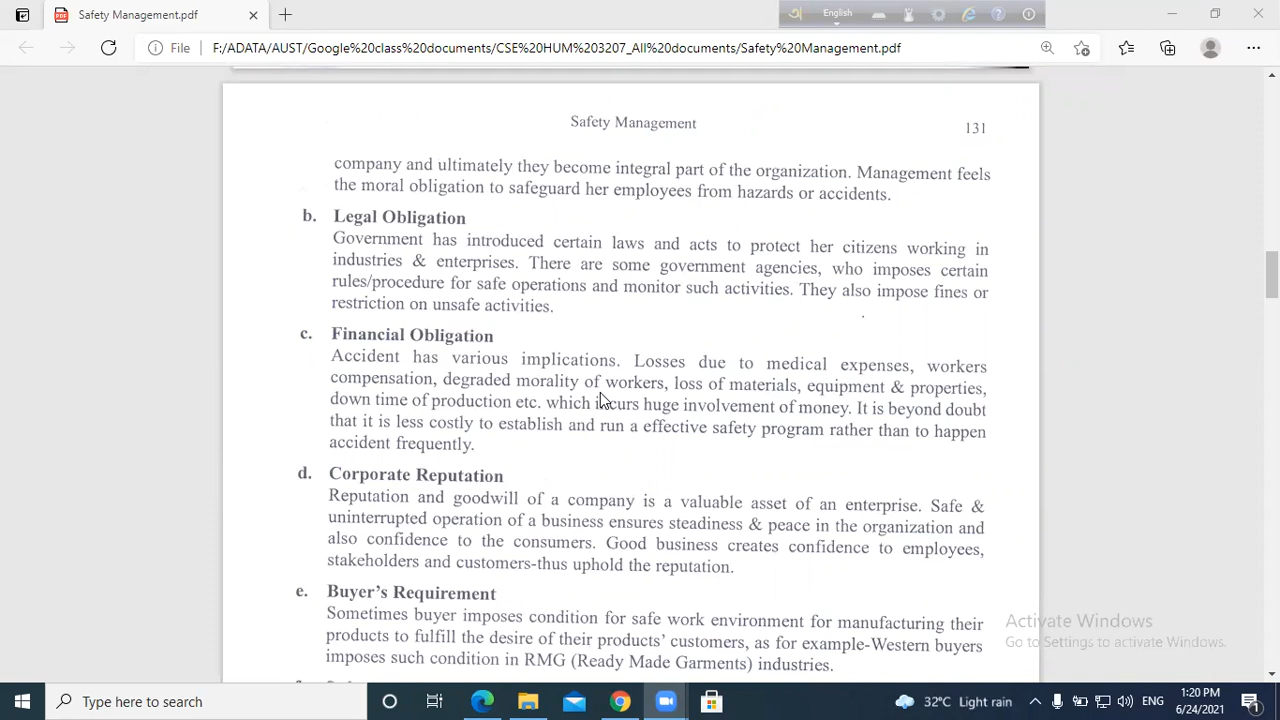 Safety Management.pdf
English
File
F:/ADATA/AUST/Google%20class%20documents/CSE%20HUM%203207_All%20documents/Safety%20Management.pdf
Safety Management
131
company and ultimately they become integral part of the organization. Management feels
the moral obligation to safeguard her employees from hazards or accidents.
b. Legal Obligation
Government has introduced certain laws and acts to protect her citizens working in
industries & enterprises. There are some government agencies, who imposes certain
rules/procedure for safe operations and monitor such activities. They also impose fines or
restriction on unsafe activities.
c. Financial Obligation
Accident has various implications. Losses due to medical expenses, workers
compensation, degraded morality of workers, loss of materials, equipment & properties,
down time of production etc. which incurs huge involvement of money. It is beyond doubt
that it is less costly to establish and run a effective safety program rather than to happen
accident frequently.
d. Corporate Reputation
Reputation and goodwill of a company is a valuable asset of an enterprise. Safe &
uninterrupted operation of a business ensures steadiness & peace in the organization and
also confidence to the consumers. Good business creates confidence to employees,
stakeholders and customers-thus uphold the reputation.
e. Buyer's Requirement
Sometimes buyer imposes condition for safe work environment for manufacturing their
products to fulfill the desire of their products' customers, as for example-Western buyers
imposes such condition in RMG (Ready Made Garments) industries.
Activate Windows
Go to Settings to activate Windows.
Type here to search
32°C Light rain
ENG
1:20 PM
6/24/2021